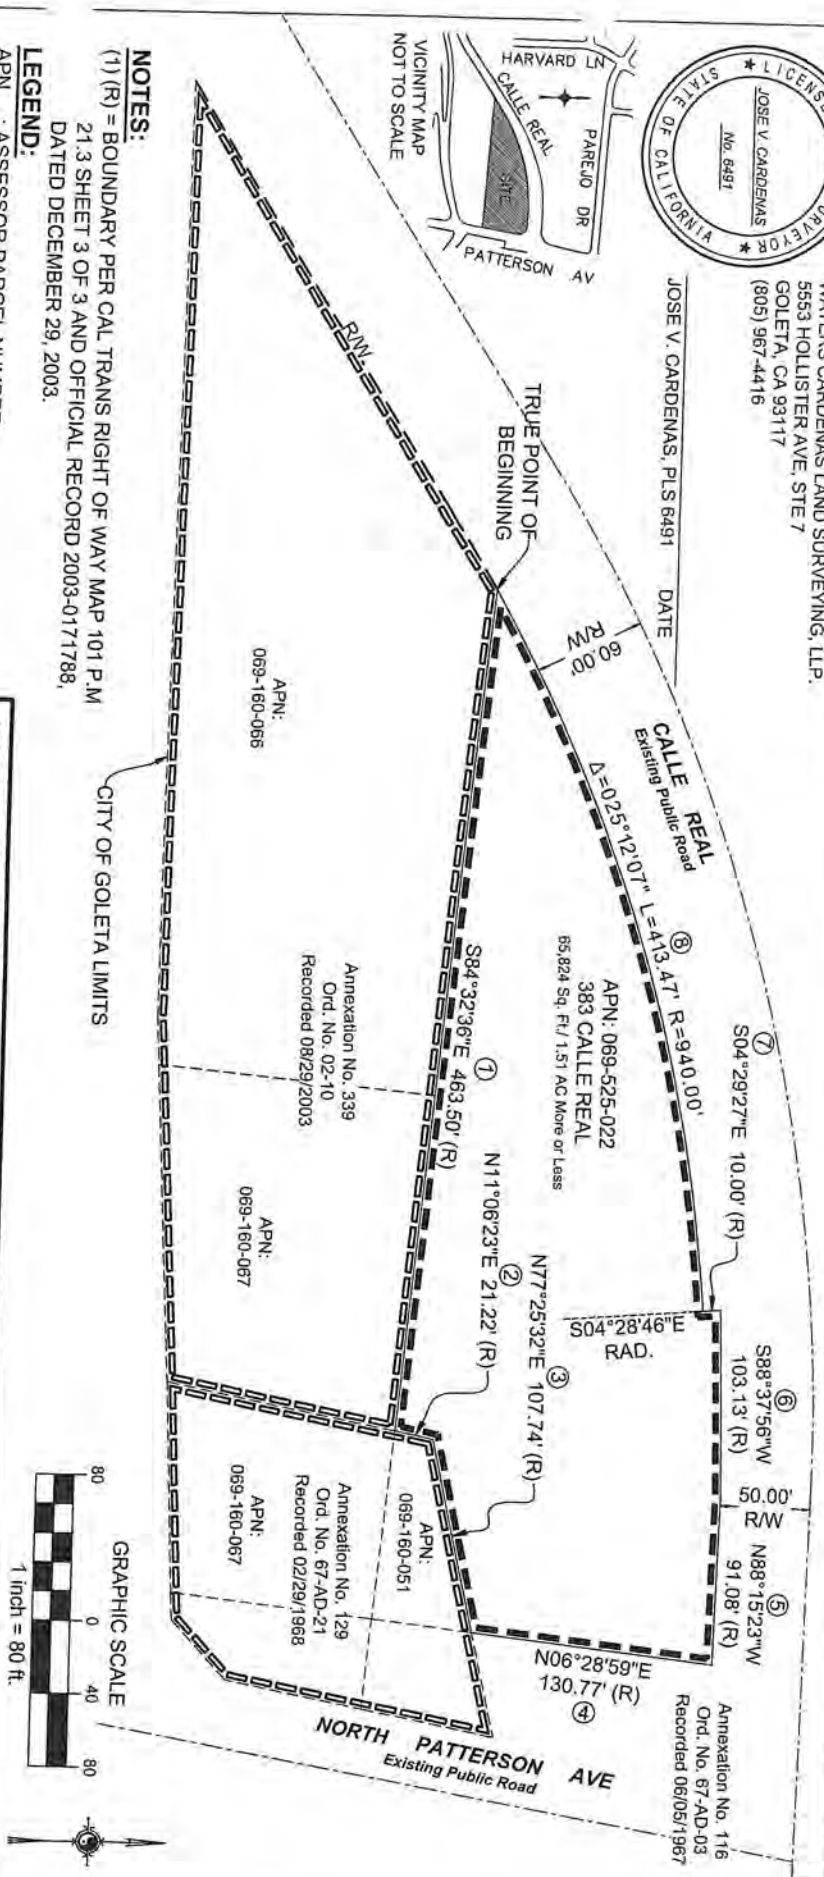 LICENS
SURVEYOR
STATE OF CALIFORNIA
JOSE V. CARDENAS
No. 6491
WATERS CARDENAS LAND SURVEYING, LLP.
5553 HOLLISTER AVE, STE 7
GOLETA, CA 93117
(805) 967-4416
JOSE V. CARDENAS, PLS 6491 DATE
HARVARD LN
CALLE REAL
PAREJO DR
SITE
PATTERSON AV
VICINITY MAP
NOT TO SCALE
TRUE POINT OF
BEGINNING
R/W
60.00'
R/W
CALLE REAL
Existing Public Road
⑧
Δ=025°12'07" L=413.47' R=940.00'
APN: 069-525-022
383 CALLE REAL
65,824 Sq. Ft./ 1.51 AC More or Less
①
S84°32'36"E 463.50' (R)
⑦
S04°29'27"E 10.00' (R)
S04°28'46"E
RAD.
⑥
S88°37'56"W
103.13' (R)
50.00'
R/W
⑤
N88°15'23"W
91.08' (R)
②
N11°06'23"E 21.22' (R)
③
N77°25'32"E 107.74' (R)
N06°28'59"E
130.77' (R)
④
Annexation No. 116
Ord. No. 67-AD-03
Recorded 06/05/1967
APN:
069-160-066
Annexation No. 339
Ord. No. 02-10
Recorded 08/29/2003
APN:
069-160-067
APN:
069-160-051
Annexation No. 129
Ord. No. 67-AD-21
Recorded 02/29/1968
APN:
069-160-067
NORTH PATTERSON AVE
Existing Public Road
CITY OF GOLETA LIMITS
NOTES:
(1) (R) = BOUNDARY PER CAL TRANS RIGHT OF WAY MAP 101 P.M
21.3 SHEET 3 OF 3 AND OFFICIAL RECORD 2003-0171788,
DATED DECEMBER 29, 2003.
LEGEND:
APN : ASSESSOR PARCEL NUMBER
GRAPHIC SCALE
80 0 40 80
1 inch = 80 ft.